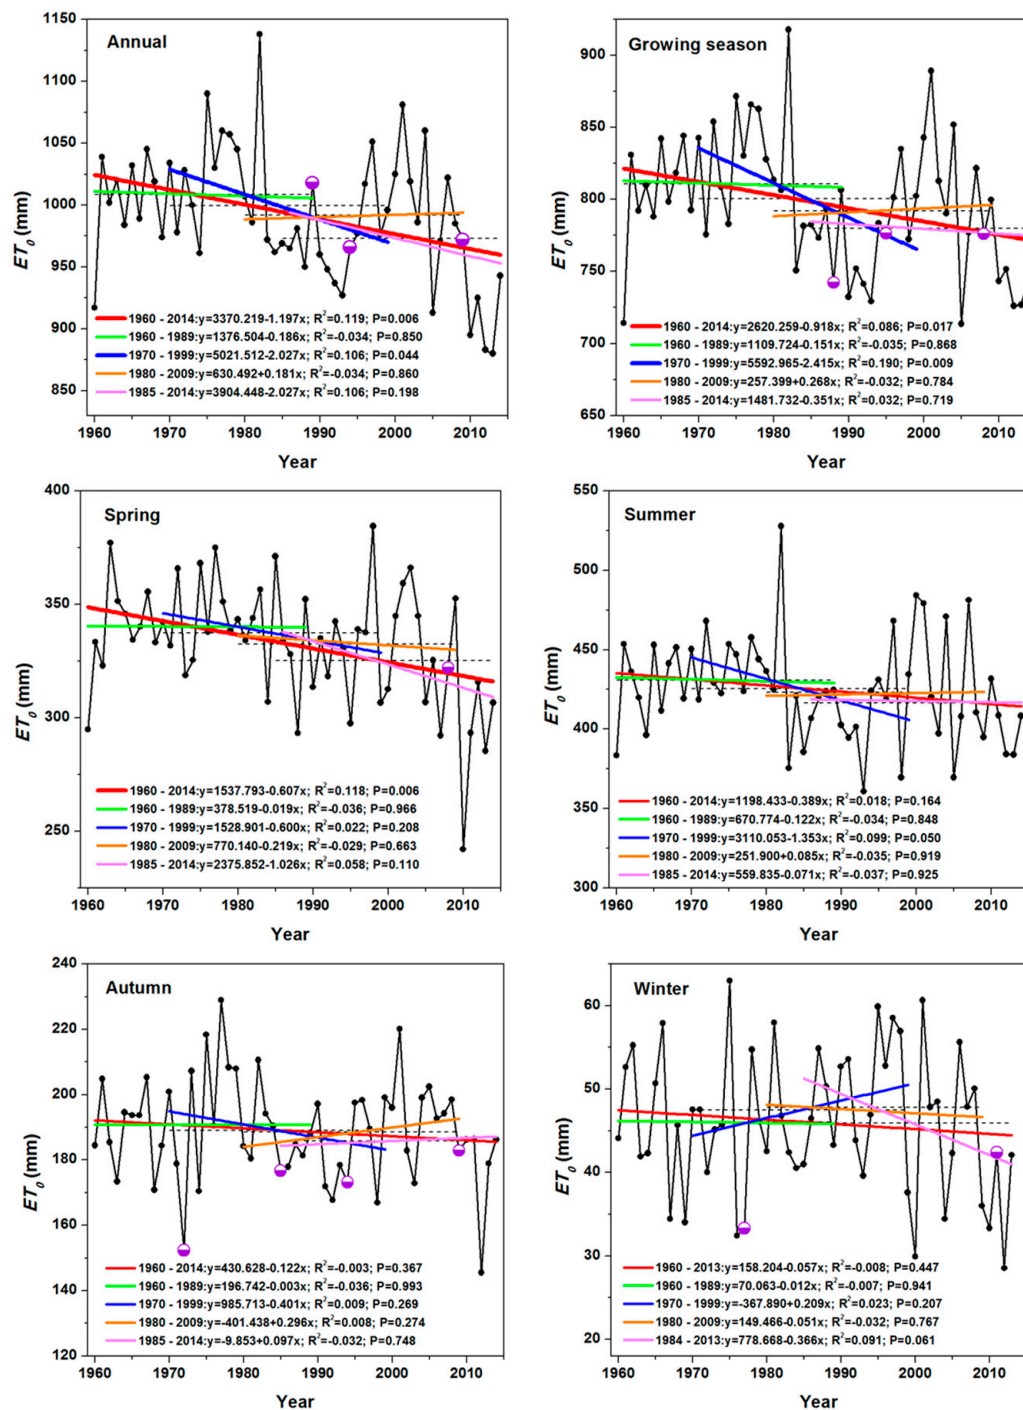 Annual
ET0 (mm)
1150
1100
1050
1000
950
900
850
1960 - 2014:y=3370.219-1.197x; R²=0.119; P=0.006
1960 - 1989:y=1376.504-0.186x; R²=-0.034; P=0.850
1970 - 1999:y=5021.512-2.027x; R²=0.106; P=0.044
1980 - 2009:y=630.492+0.181x; R²=-0.034; P=0.860
1985 - 2014:y=3904.448-2.027x; R²=0.106; P=0.198
1960 1970 1980 1990 2000 2010
Year
Growing season
ET0 (mm)
900
850
800
750
700
650
1960 - 2014:y=2620.259-0.918x; R²=0.086; P=0.017
1960 - 1989:y=1109.724-0.151x; R²=-0.035; P=0.868
1970 - 1999:y=5592.965-2.415x; R²=0.190; P=0.009
1980 - 2009:y=257.399+0.268x; R²=-0.032; P=0.784
1985 - 2014:y=1481.732-0.351x; R²=0.032; P=0.719
1960 1970 1980 1990 2000 2010
Year
Spring
ET0 (mm)
400
350
300
250
1960 - 2014:y=1537.793-0.607x; R²=0.118; P=0.006
1960 - 1989:y=378.519-0.019x; R²=-0.036; P=0.966
1970 - 1999:y=1528.901-0.600x; R²=0.022; P=0.208
1980 - 2009:y=770.140-0.219x; R²=-0.029; P=0.663
1985 - 2014:y=2375.852-1.026x; R²=0.058; P=0.110
1960 1970 1980 1990 2000 2010
Year
Summer
ET0 (mm)
550
500
450
400
350
300
1960 - 2014:y=1198.433-0.389x; R²=0.018; P=0.164
1960 - 1989:y=670.774-0.122x; R²=-0.034; P=0.848
1970 - 1999:y=3110.053-1.353x; R²=0.099; P=0.050
1980 - 2009:y=251.900+0.085x; R²=-0.035; P=0.919
1985 - 2014:y=559.835-0.071x; R²=-0.037; P=0.925
1960 1970 1980 1990 2000 2010
Year
Autumn
ET0 (mm)
240
220
200
180
160
140
120
1960 - 2014:y=430.628-0.122x; R²=-0.003; P=0.367
1960 - 1989:y=196.742-0.003x; R²=-0.036; P=0.993
1970 - 1999:y=985.713-0.401x; R²=0.009; P=0.269
1980 - 2009:y=-401.438+0.296x; R²=0.008; P=0.274
1985 - 2014:y=-9.853+0.097x; R²=-0.032; P=0.748
1960 1970 1980 1990 2000 2010
Year
Winter
ET0 (mm)
60
50
40
30
20
1960 - 2013:y=158.204-0.057x; R²=-0.008; P=0.447
1960 - 1989:y=70.063-0.012x; R²=-0.007; P=0.941
1970 - 1999:y=-367.890+0.209x; R²=0.023; P=0.207
1980 - 2009:y=149.466-0.051x; R²=-0.032; P=0.767
1984 - 2013:y=778.668-0.366x; R²=0.091; P=0.061
1960 1970 1980 1990 2000 2010
Year